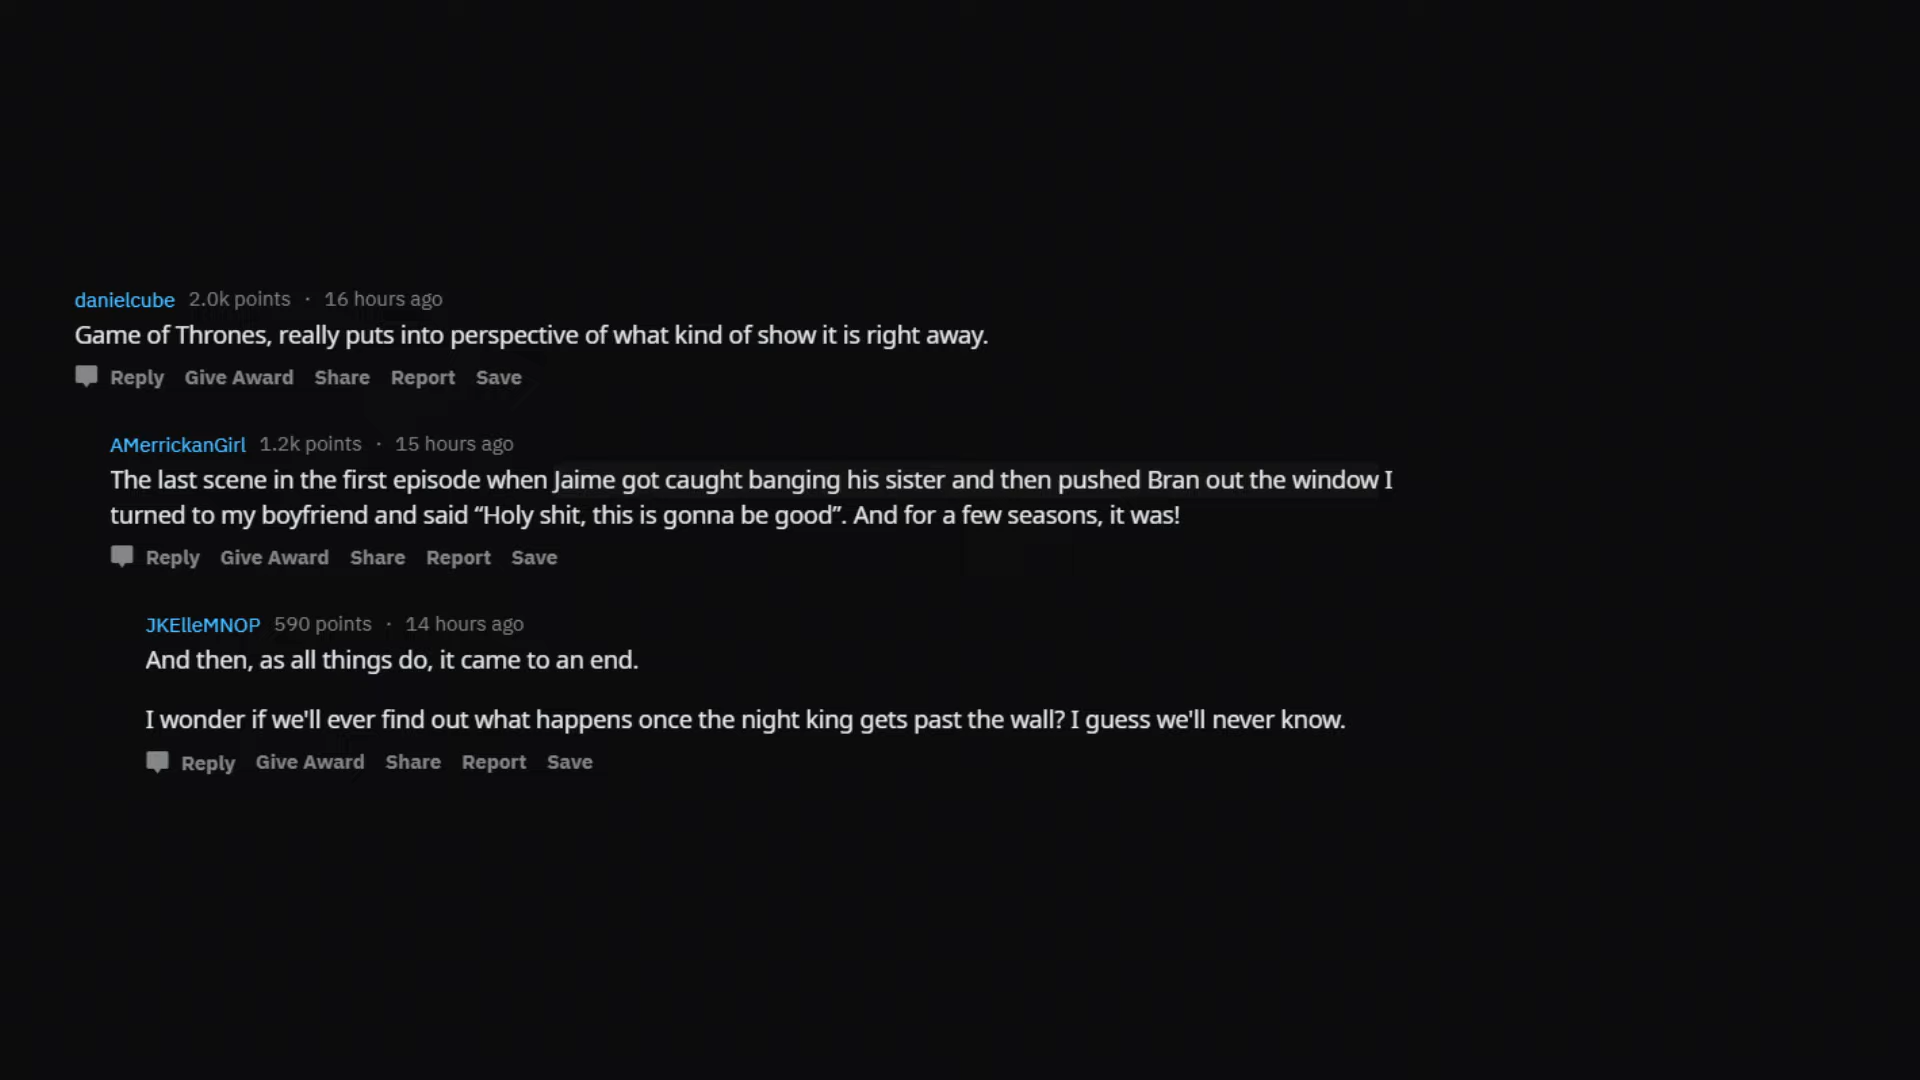 danielcube 2.0k points · 16 hours ago
Game of Thrones, really puts into perspective of what kind of show it is right away.
Reply Give Award Share Report Save
AMerrickanGirl 1.2k points · 15 hours ago
The last scene in the first episode when Jaime got caught banging his sister and then pushed Bran out the window I
turned to my boyfriend and said “Holy shit, this is gonna be good”. And for a few seasons, it was!
Reply Give Award Share Report Save
JKElleMNOP 590 points · 14 hours ago
And then, as all things do, it came to an end.
I wonder if we'll ever find out what happens once the night king gets past the wall? I guess we'll never know.
Reply Give Award Share Report Save